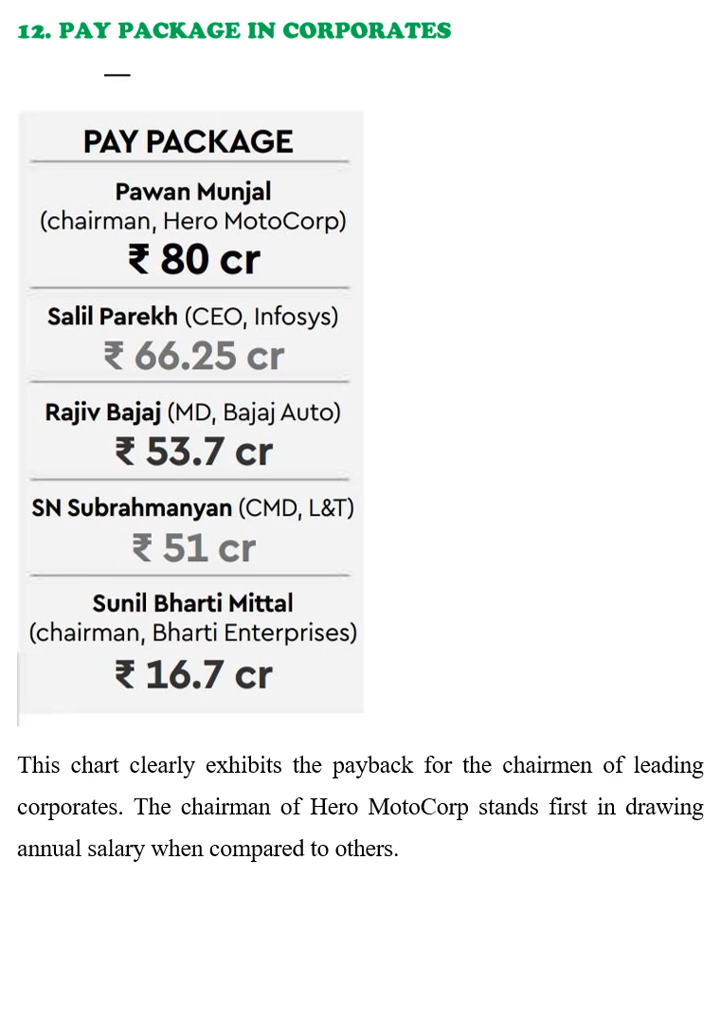 12. PAY PACKAGE IN CORPORATES
—
PAY PACKAGE
Pawan Munjal
(chairman, Hero MotoCorp)
₹ 80 cr
Salil Parekh (CEO, Infosys)
₹ 66.25 cr
Rajiv Bajaj (MD, Bajaj Auto)
₹ 53.7 cr
SN Subrahmanyan (CMD, L&T)
₹ 51 cr
Sunil Bharti Mittal
(chairman, Bharti Enterprises)
₹ 16.7 cr
This chart clearly exhibits the payback for the chairmen of leading
corporates. The chairman of Hero MotoCorp stands first in drawing
annual salary when compared to others.